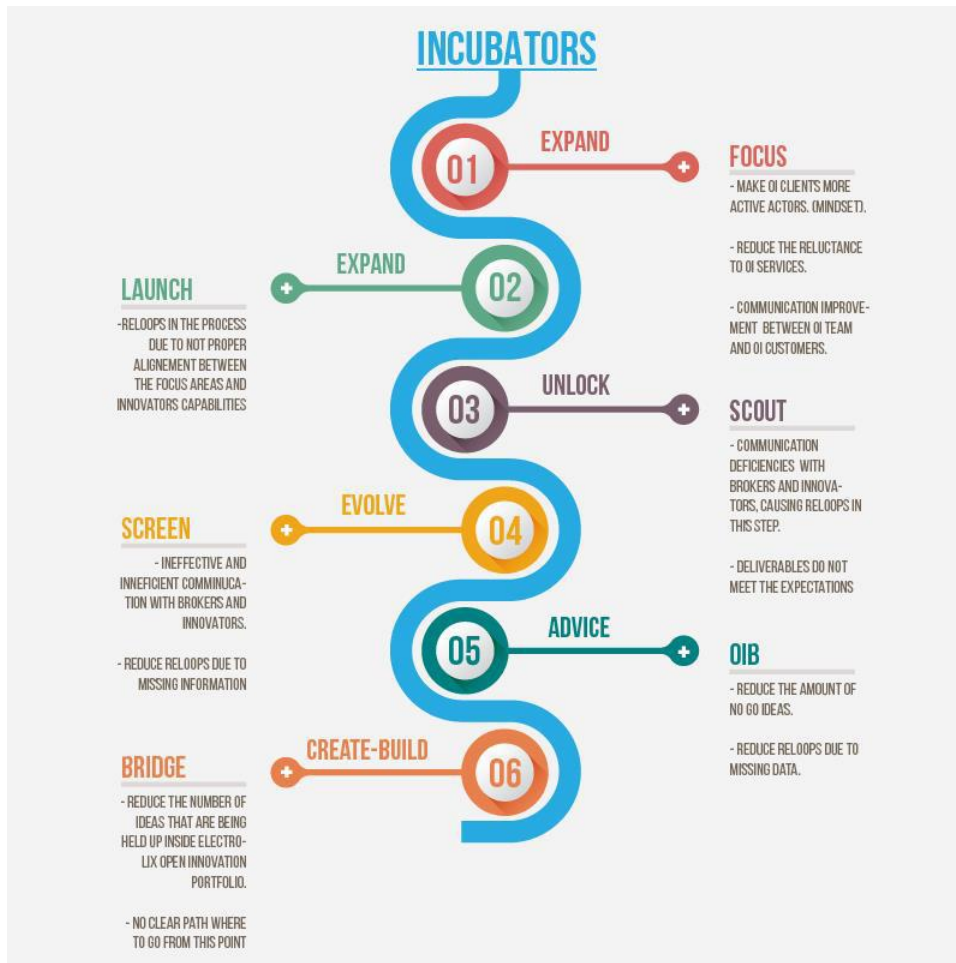 INCUBATORS
01
EXPAND
FOCUS
- MAKE OI CLIENTS MORE
ACTIVE ACTORS. (MINDSET).
- REDUCE THE RELUCTANCE
TO OI SERVICES.
- COMMUNICATION IMPROVE-
MENT BETWEEN OI TEAM
AND OI CUSTOMERS.
02
EXPAND
LAUNCH
-RELOOPS IN THE PROCESS
DUE TO NOT PROPER
ALIGNEMENT BETWEEN
THE FOCUS AREAS AND
INNOVATORS CAPABILITIES
03
UNLOCK
SCOUT
- COMMUNICATION
DEFICIENCIES WITH
BROKERS AND INNOVA-
TORS, CAUSING RELOOPS IN
THIS STEP.
- DELIVERABLES DO NOT
MEET THE EXPECTATIONS
04
EVOLVE
SCREEN
- INEFFECTIVE AND
INNEFICIENT COMMINUCA-
TION WITH BROKERS AND
INNOVATORS.
- REDUCE RELOOPS DUE TO
MISSING INFORMATION
05
ADVICE
OIB
- REDUCE THE AMOUNT OF
NO GO IDEAS.
- REDUCE RELOOPS DUE TO
MISSING DATA.
06
CREATE-BUILD
BRIDGE
- REDUCE THE NUMBER OF
IDEAS THAT ARE BEING
HELD UP INSIDE ELECTRO-
LIX OPEN INNOVATION
PORTFOLIO.
- NO CLEAR PATH WHERE
TO GO FROM THIS POINT